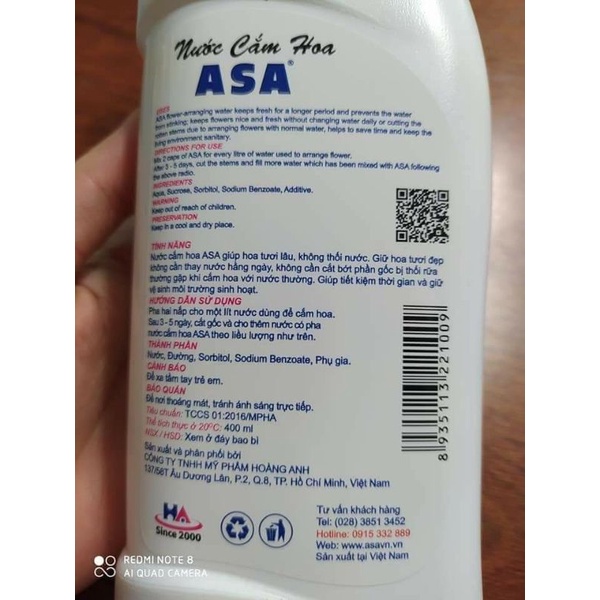 Nước Cắm Hoa
ASA®
USES
ASA flower-arranging water keeps fresh for a longer period and prevents the water
from stinking; keeps flowers nice and fresh without changing water daily or cutting the
rotten stems due to arranging flowers with normal water, helps to save time and keep the
living environment sanitary.
DIRECTIONS FOR USE
Mix 2 caps of ASA for every litre of water used to arrange flower.
After 3 - 5 days, cut the stems and fill more water which has been mixed with ASA following
the above radio.
INGREDIENTS
Aqua, Sucrose, Sorbitol, Sodium Benzoate, Additive.
WARNING
Keep out of reach of children.
PRESERVATION
Keep in a cool and dry place.
TÍNH NĂNG
Nước cắm hoa ASA giúp hoa tươi lâu, không thối nước. Giữ hoa tươi đẹp
không cần thay nước hằng ngày, không cần cắt bớt phần gốc bị thối rữa
thường gặp khi cắm hoa với nước thường. Giúp tiết kiệm thời gian và giữ
vệ sinh môi trường sinh hoạt.
HƯỚNG DẪN SỬ DỤNG
Pha hai nắp cho một lít nước dùng để cắm hoa.
Sau 3 - 5 ngày, cắt gốc và cho thêm nước có pha
nước cắm hoa ASA theo liều lượng như trên.
THÀNH PHẦN
Nước, Đường, Sorbitol, Sodium Benzoate, Phụ gia.
CẢNH BÁO
Để xa tầm tay trẻ em.
BẢO QUẢN
Để nơi thoáng mát, tránh ánh sáng trực tiếp.
Tiêu chuẩn: TCCS 01:2016/MPHA
Thể tích thực ở 20°C: 400 ml
NSX / HSD: Xem ở đáy bao bì
Sản xuất và phân phối bởi
CÔNG TY TNHH MỸ PHẨM HOÀNG ANH
137/58T Âu Dương Lân, P.2, Q.8, TP. Hồ Chí Minh, Việt Nam
8935113221009
HA
Since 2000
Tư vấn khách hàng
Tel: (028) 3851 3452
Hotline: 0915 332 889
Web: www.asavn.vn
Sản xuất tại Việt Nam
REDMI NOTE 8
AI QUAD CAMERA